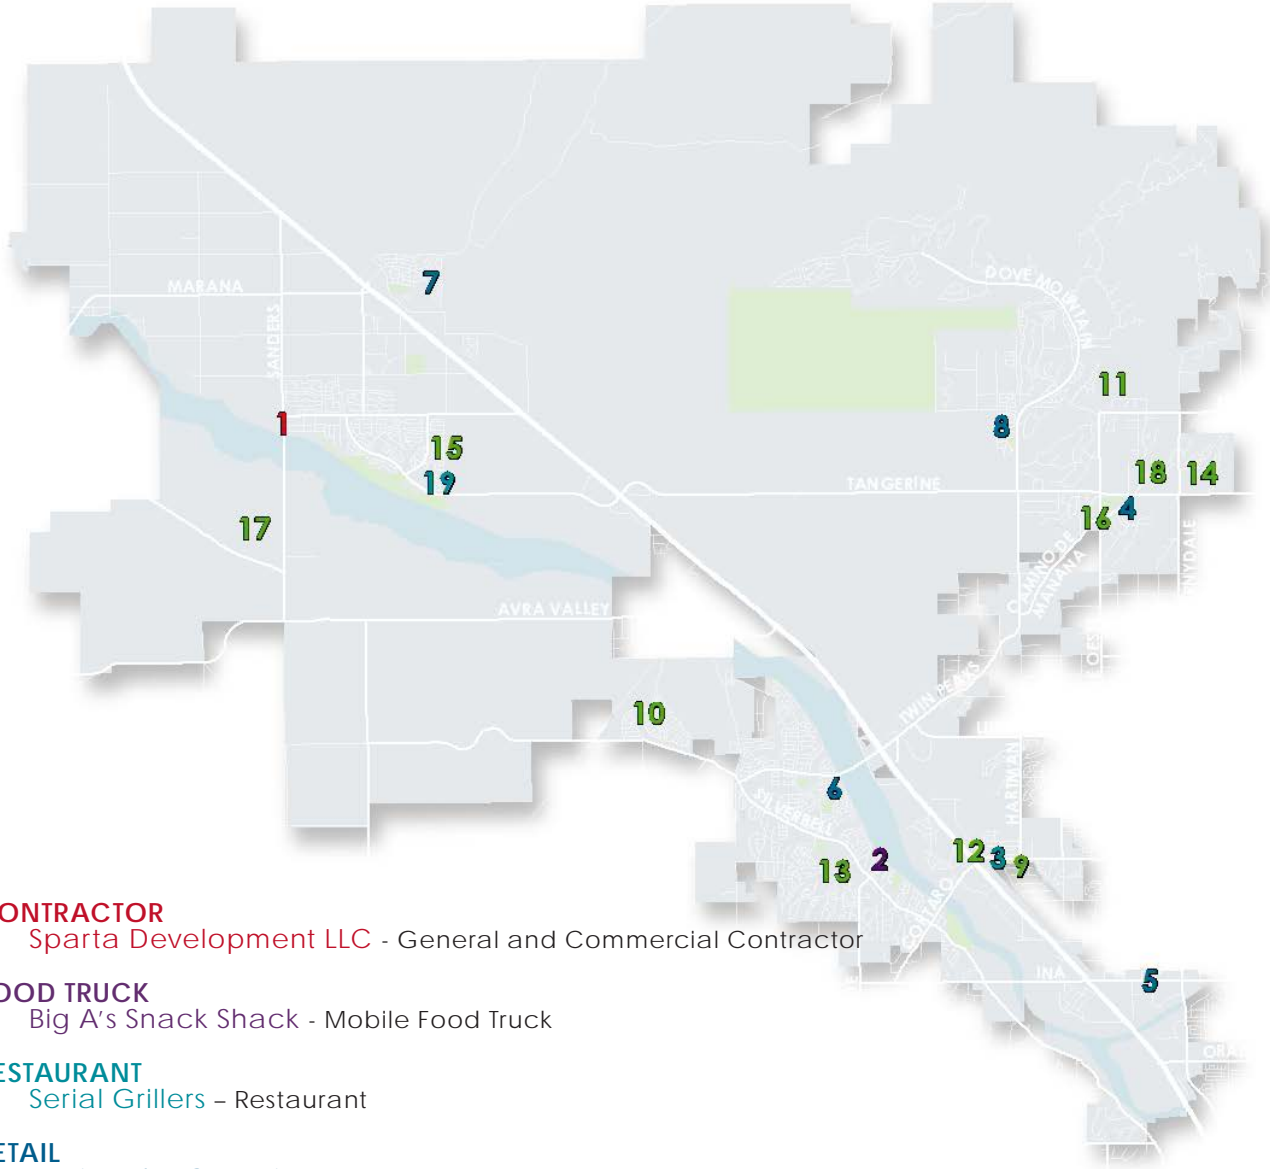 MARANA
SANDERS
7
DOVE MOUNTAIN
11
1
8
15
19
TANGERINE
18
14
16
4
17
CAMINO DE
MANANA
AVRA VALLEY
TWIN PEAKS
10
HARTMAN
6
SILVERBELL
2
12
3
9
13
CORTARO
INA
5
ONTRACTOR
Sparta Development LLC - General and Commercial Contractor
OOD TRUCK
Big A's Snack Shack - Mobile Food Truck
ESTAURANT
Serial Grillers – Restaurant
ETAIL